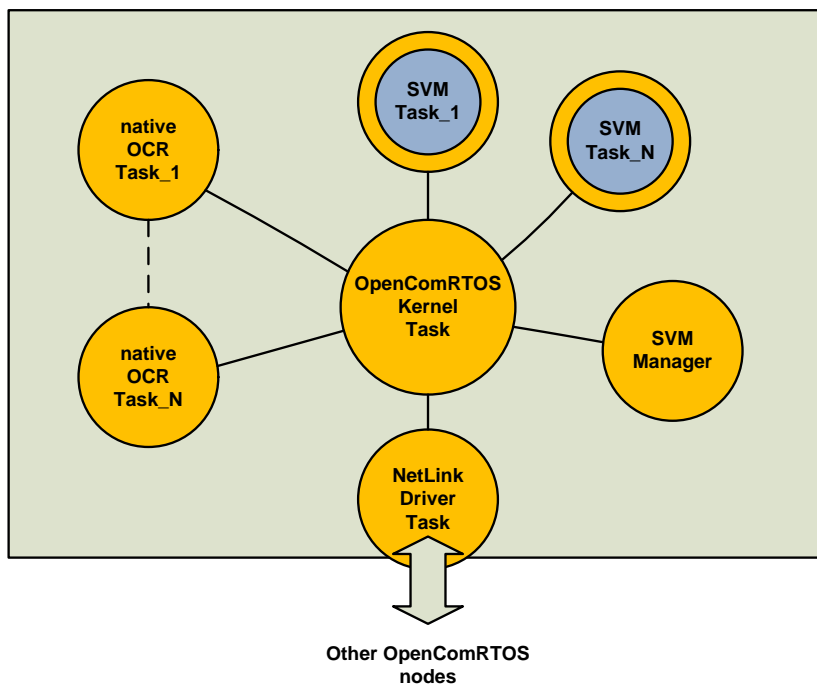 SVM
Task_1
SVM
Task_N
native
OCR
Task_1
OpenComRTOS
Kernel
Task
native
OCR
Task_N
SVM
Manager
NetLink
Driver
Task
Other OpenComRTOS
nodes